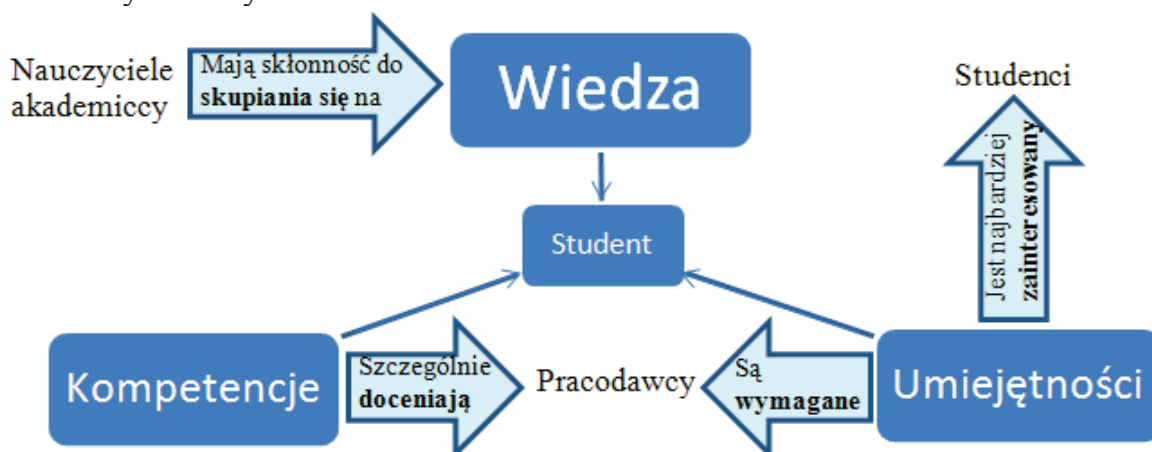 Nauczyciele
akademiccy
Mają skłonność do
skupiania się na
Wiedza
Studenci
Jest najbardziej
zainteresowany
Student
Kompetencje
Szczególnie
doceniają
Pracodawcy
Są
wymagane
Umiejętności